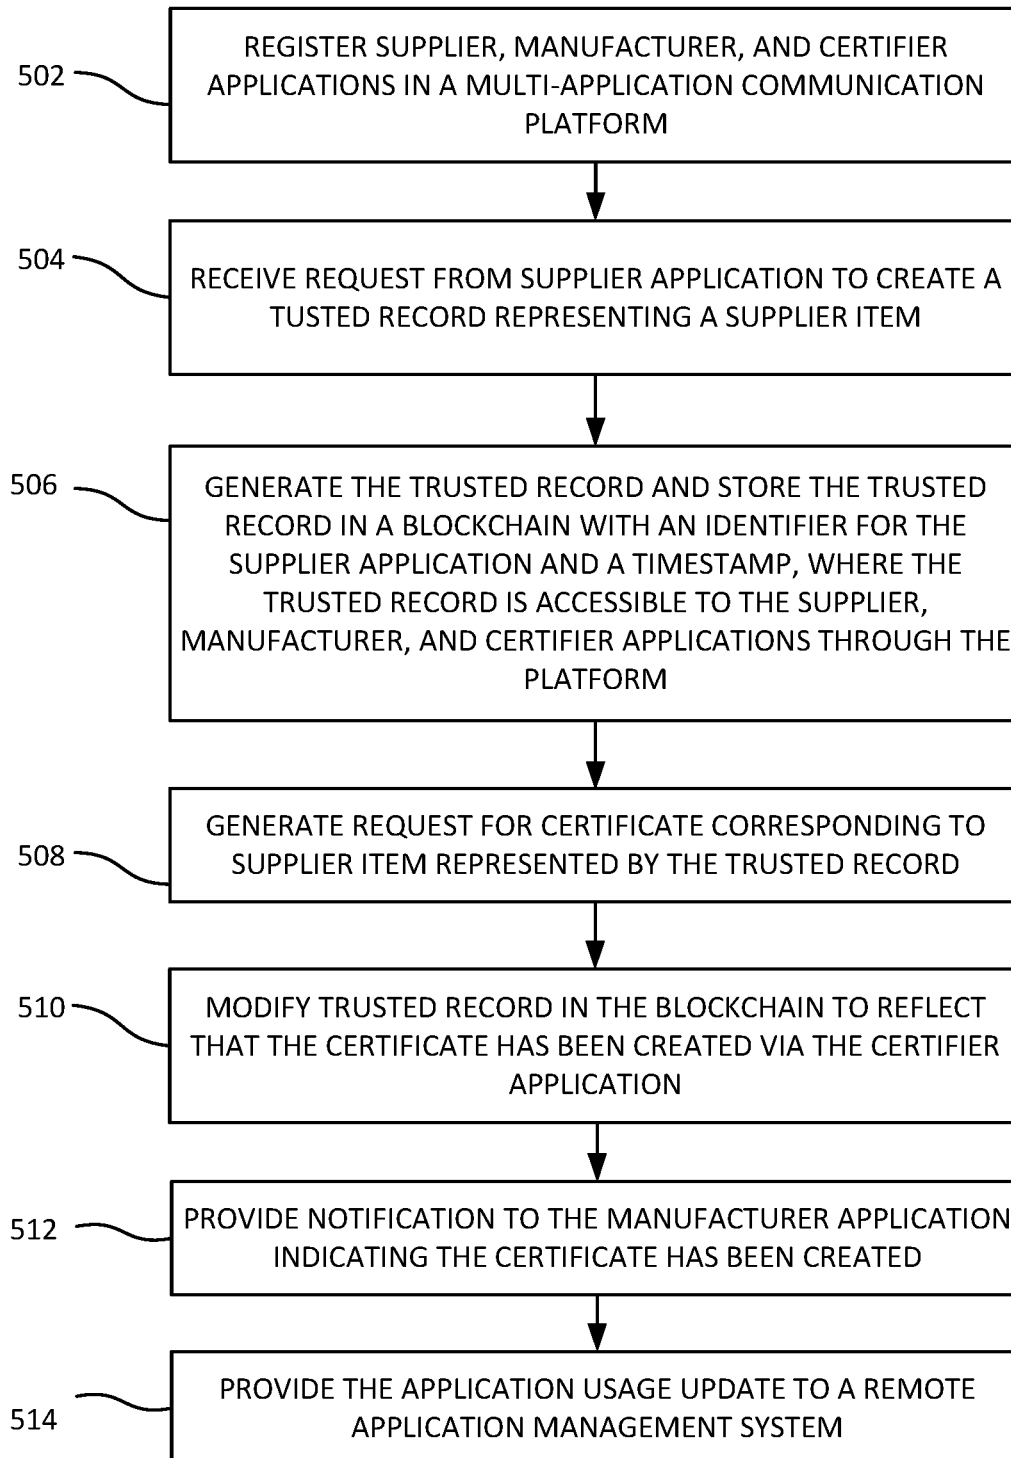 502
REGISTER SUPPLIER, MANUFACTURER, AND CERTIFIER
APPLICATIONS IN A MULTI-APPLICATION COMMUNICATION
PLATFORM
504
RECEIVE REQUEST FROM SUPPLIER APPLICATION TO CREATE A
TUSTED RECORD REPRESENTING A SUPPLIER ITEM
506
GENERATE THE TRUSTED RECORD AND STORE THE TRUSTED
RECORD IN A BLOCKCHAIN WITH AN IDENTIFIER FOR THE
SUPPLIER APPLICATION AND A TIMESTAMP, WHERE THE
TRUSTED RECORD IS ACCESSIBLE TO THE SUPPLIER,
MANUFACTURER, AND CERTIFIER APPLICATIONS THROUGH THE
PLATFORM
508
GENERATE REQUEST FOR CERTIFICATE CORRESPONDING TO
SUPPLIER ITEM REPRESENTED BY THE TRUSTED RECORD
510
MODIFY TRUSTED RECORD IN THE BLOCKCHAIN TO REFLECT
THAT THE CERTIFICATE HAS BEEN CREATED VIA THE CERTIFIER
APPLICATION
512
PROVIDE NOTIFICATION TO THE MANUFACTURER APPLICATION
INDICATING THE CERTIFICATE HAS BEEN CREATED
514
PROVIDE THE APPLICATION USAGE UPDATE TO A REMOTE
APPLICATION MANAGEMENT SYSTEM